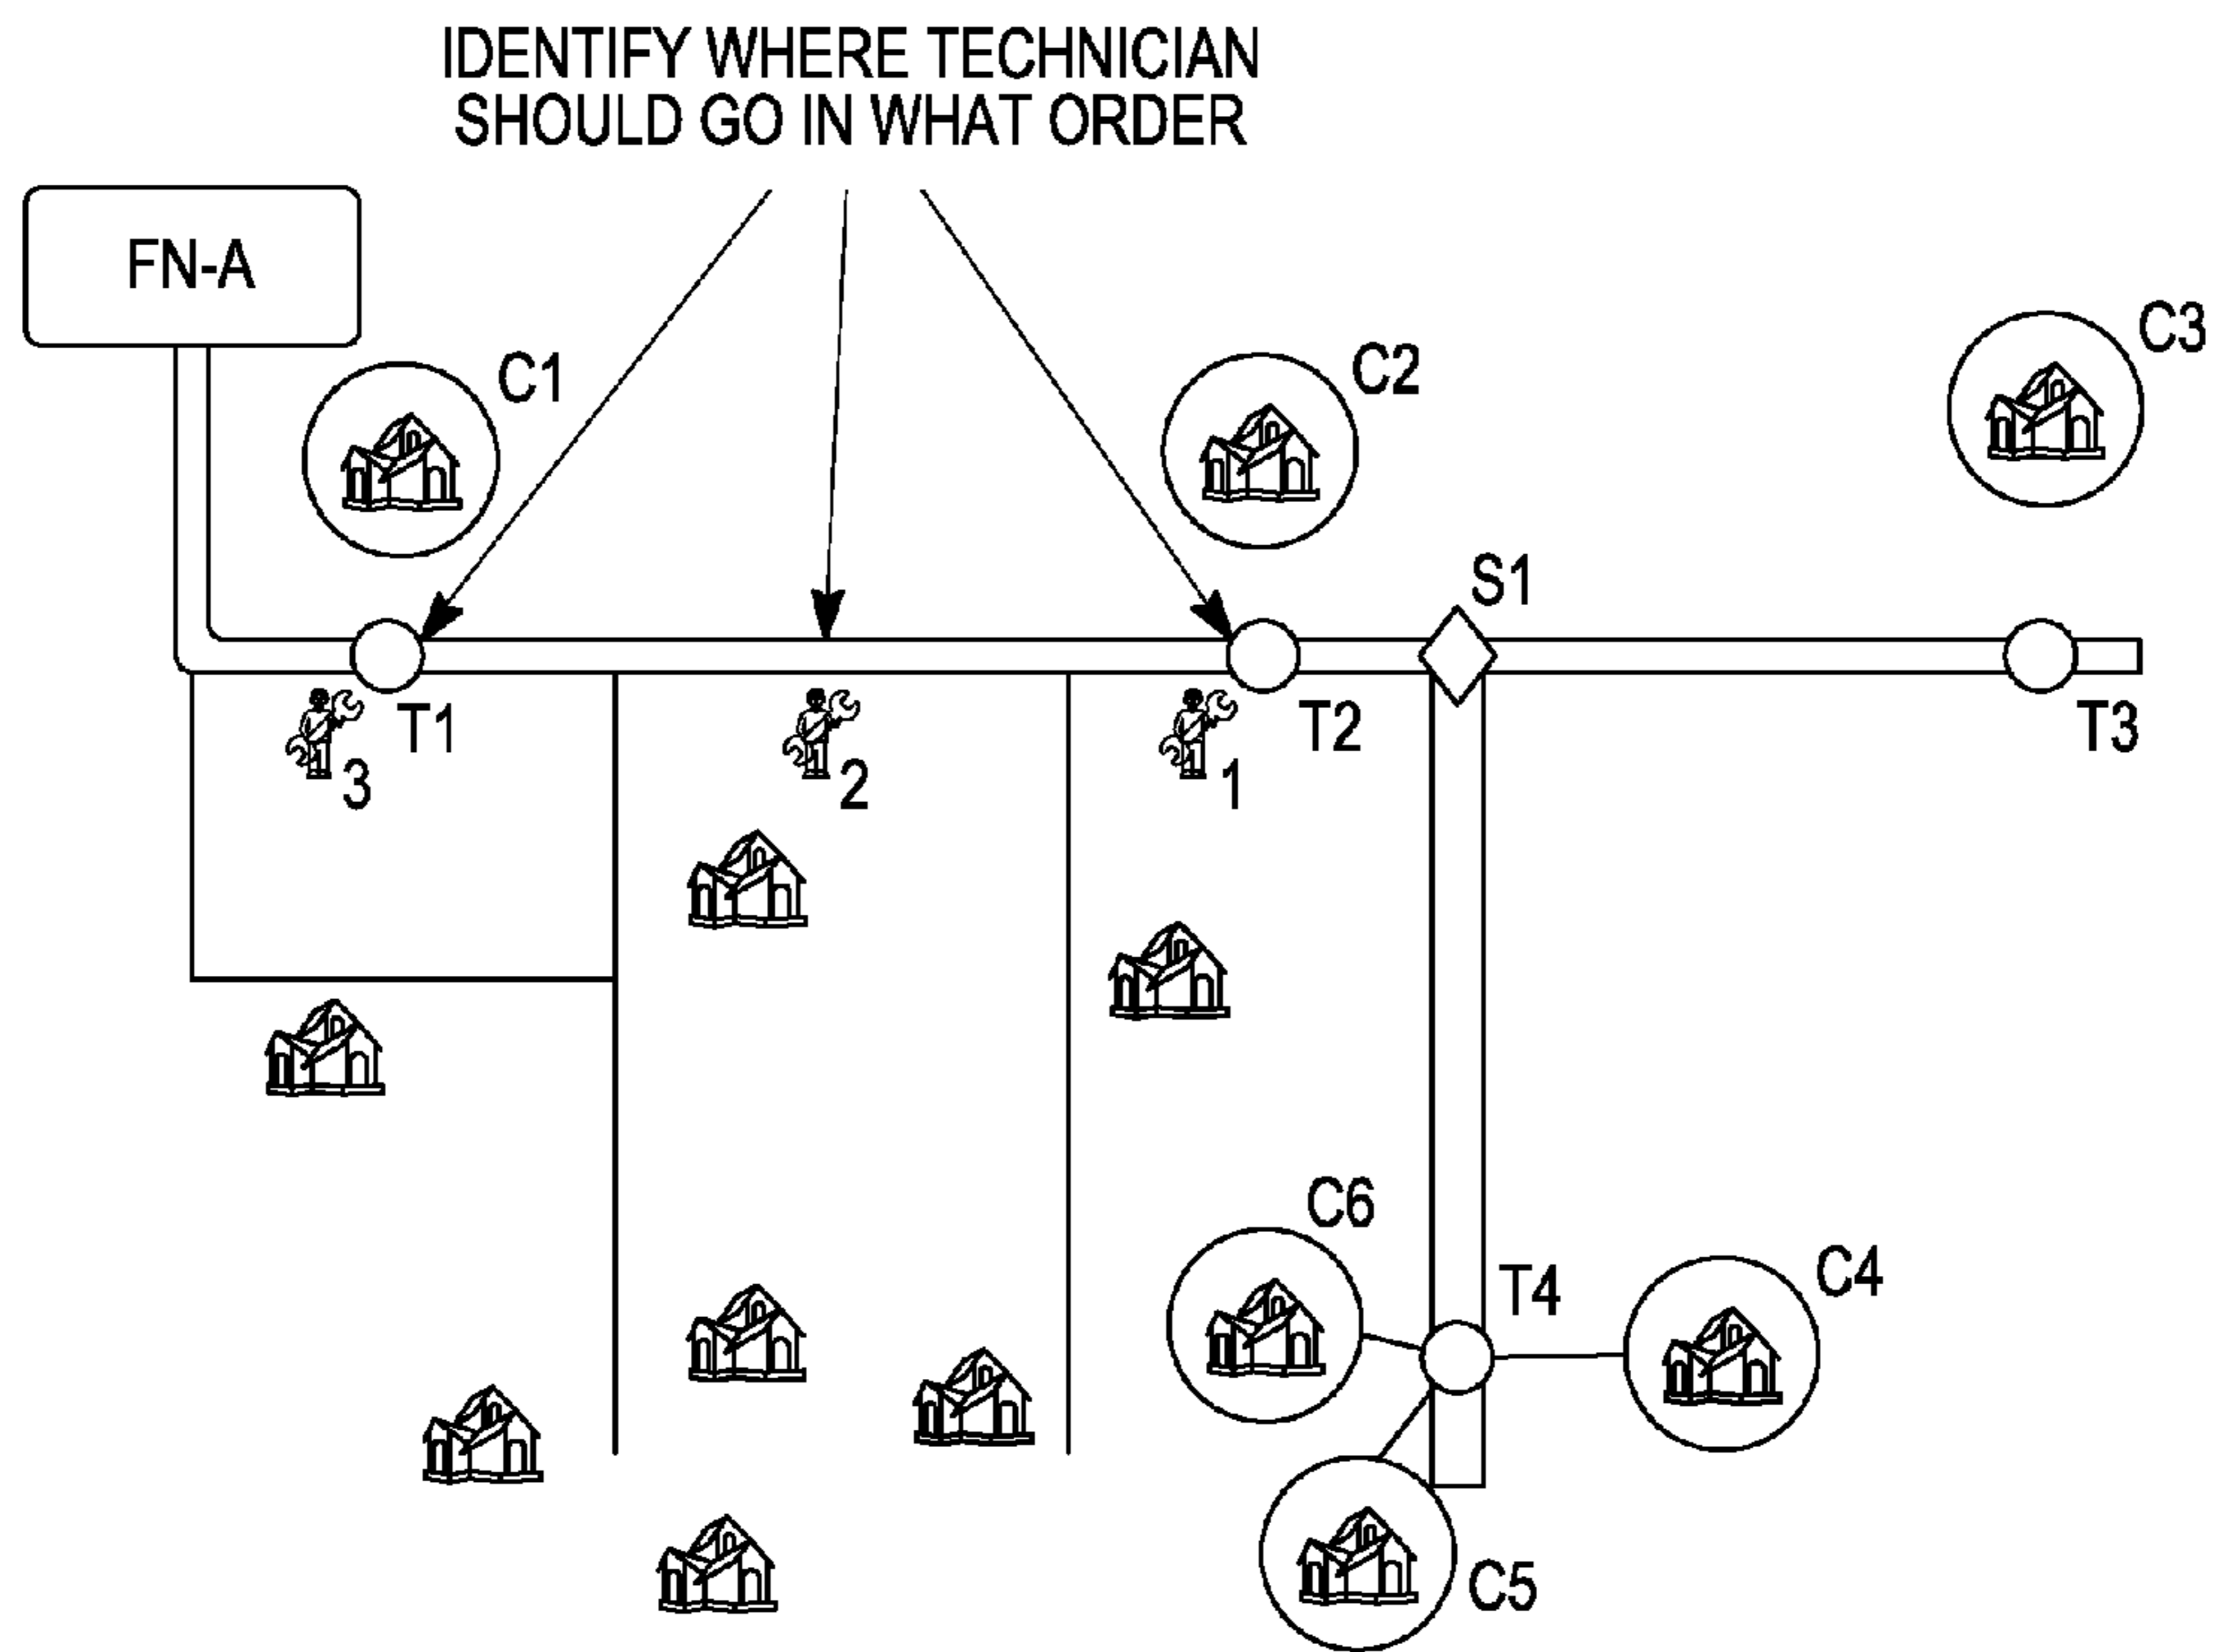 IDENTIFY WHERE TECHNICIAN
SHOULD GO IN WHAT ORDER
FN-A
C1
C2
C3
S1
T1
T2
T3
3
2
1
C6
T4
C4
C5